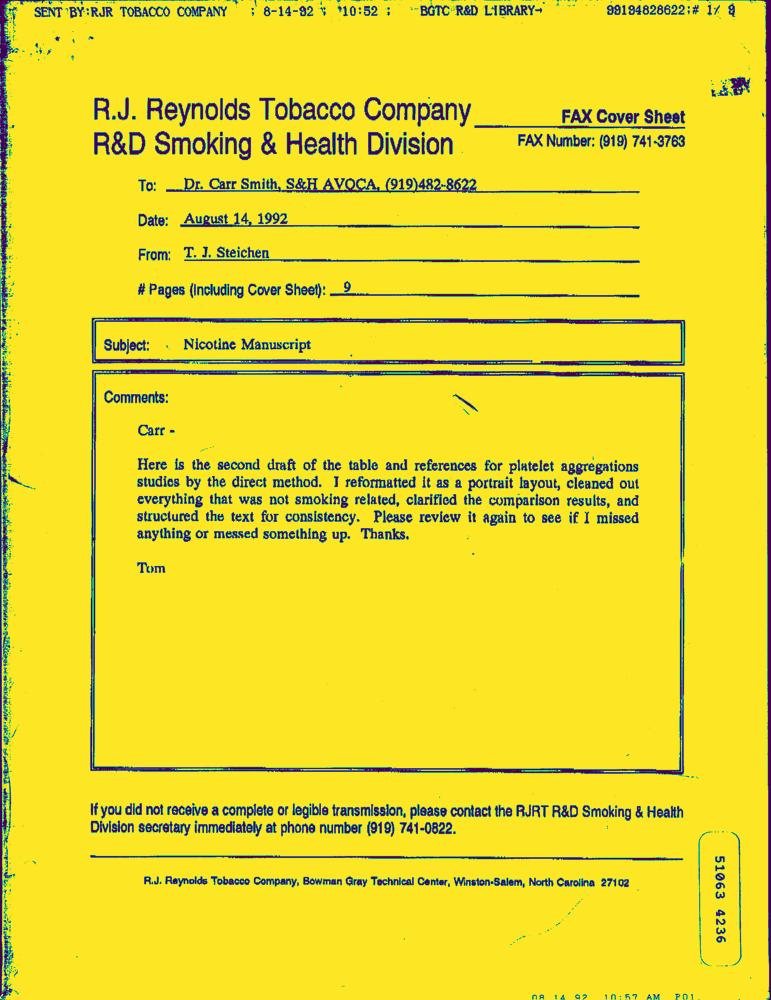 SENT BY:RJR TOBACCO COMPANY ; 8-14-92 ; 10:52 ; BGTC R&D LIBRARY→ 99194828622;# 1/ 9
R.J. Reynolds Tobacco Company
R&D Smoking & Health Division
FAX Cover Sheet
FAX Number: (919) 741-3763
To: Dr. Carr Smith, S&H AVOCA, (919)482-8622
Date: August 14, 1992
From: T. J. Steichen
# Pages (Including Cover Sheet): 9
Subject: Nicotine Manuscript
Comments:
Carr -
Here is the second draft of the table and references for platelet aggregations
studies by the direct method. I reformatted it as a portrait layout, cleaned out
everything that was not smoking related, clarified the comparison results, and
structured the text for consistency. Please review it again to see if I missed
anything or messed something up. Thanks.
Tom
If you did not receive a complete or legible transmission, please contact the RJRT R&D Smoking & Health
Division secretary immediately at phone number (919) 741-0822.
R.J. Reynolds Tobacco Company, Bowman Gray Technical Center, Winston-Salem, North Carolina 27102
51063 4236
08 14 92 10:57 AM P01